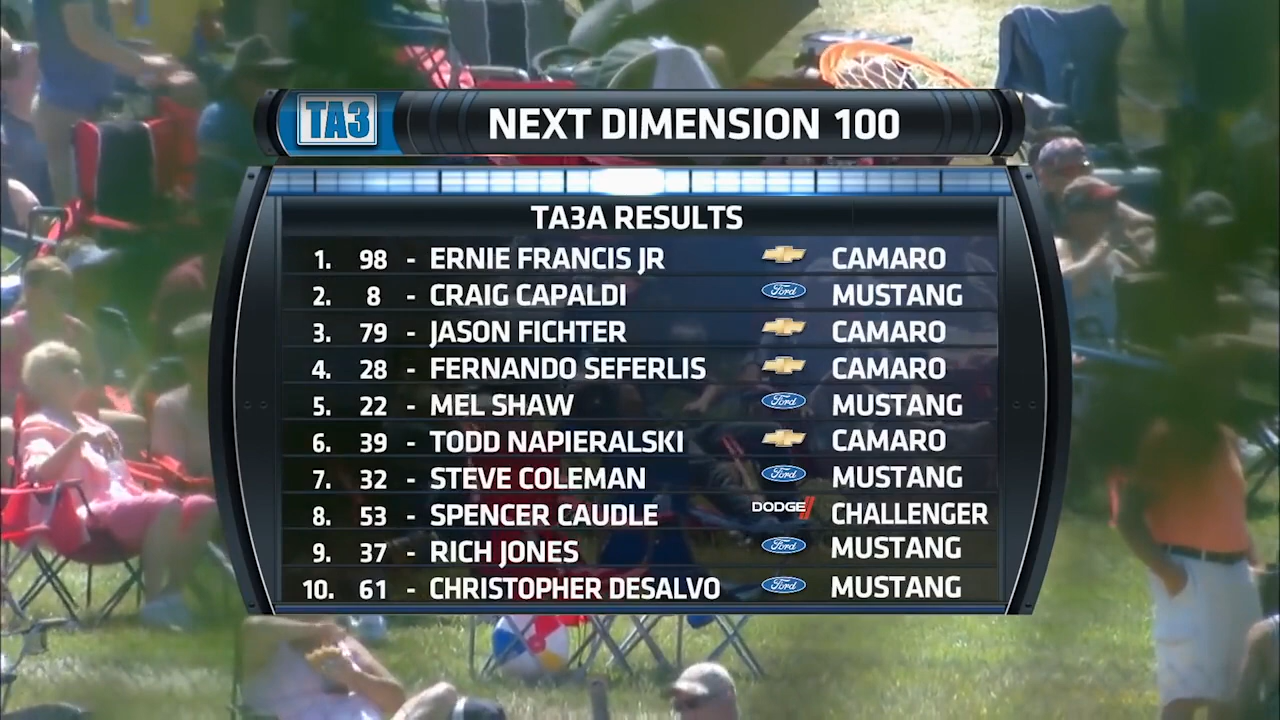 TA3 NEXT DIMENSION 100
TA3A RESULTS
1. 98 - ERNIE FRANCIS JR CAMARO
2. 8 - CRAIG CAPALDI Ford MUSTANG
3. 79 - JASON FICHTER CAMARO
4. 28 - FERNANDO SEFERLIS CAMARO
5. 22 - MEL SHAW Ford MUSTANG
6. 39 - TODD NAPIERALSKI CAMARO
7. 32 - STEVE COLEMAN Ford MUSTANG
8. 53 - SPENCER CAUDLE DODGE CHALLENGER
9. 37 - RICH JONES Ford MUSTANG
10. 61 - CHRISTOPHER DESALVO Ford MUSTANG